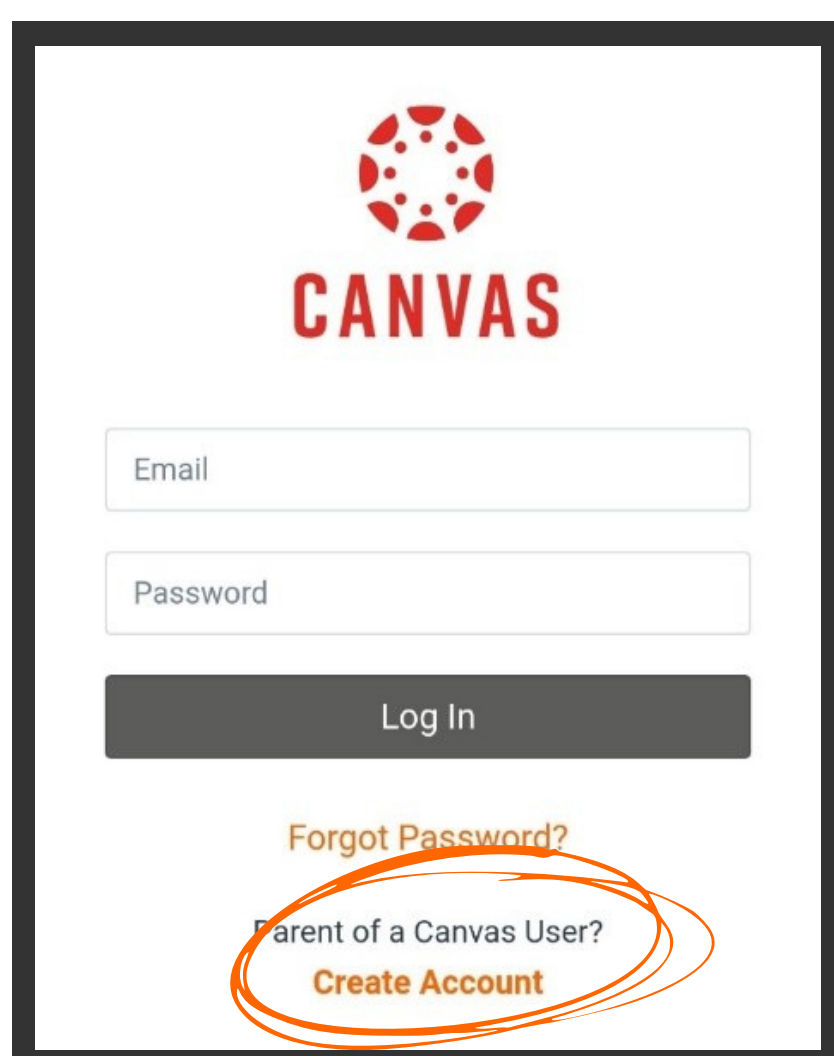 CANVAS
Email
Password
Log In
Forgot Password?
Parent of a Canvas User?
Create Account